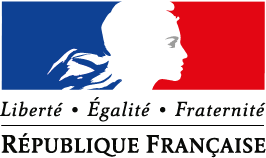 Liberté • Égalité • Fraternité
RÉPUBLIQUE FRANÇAISE